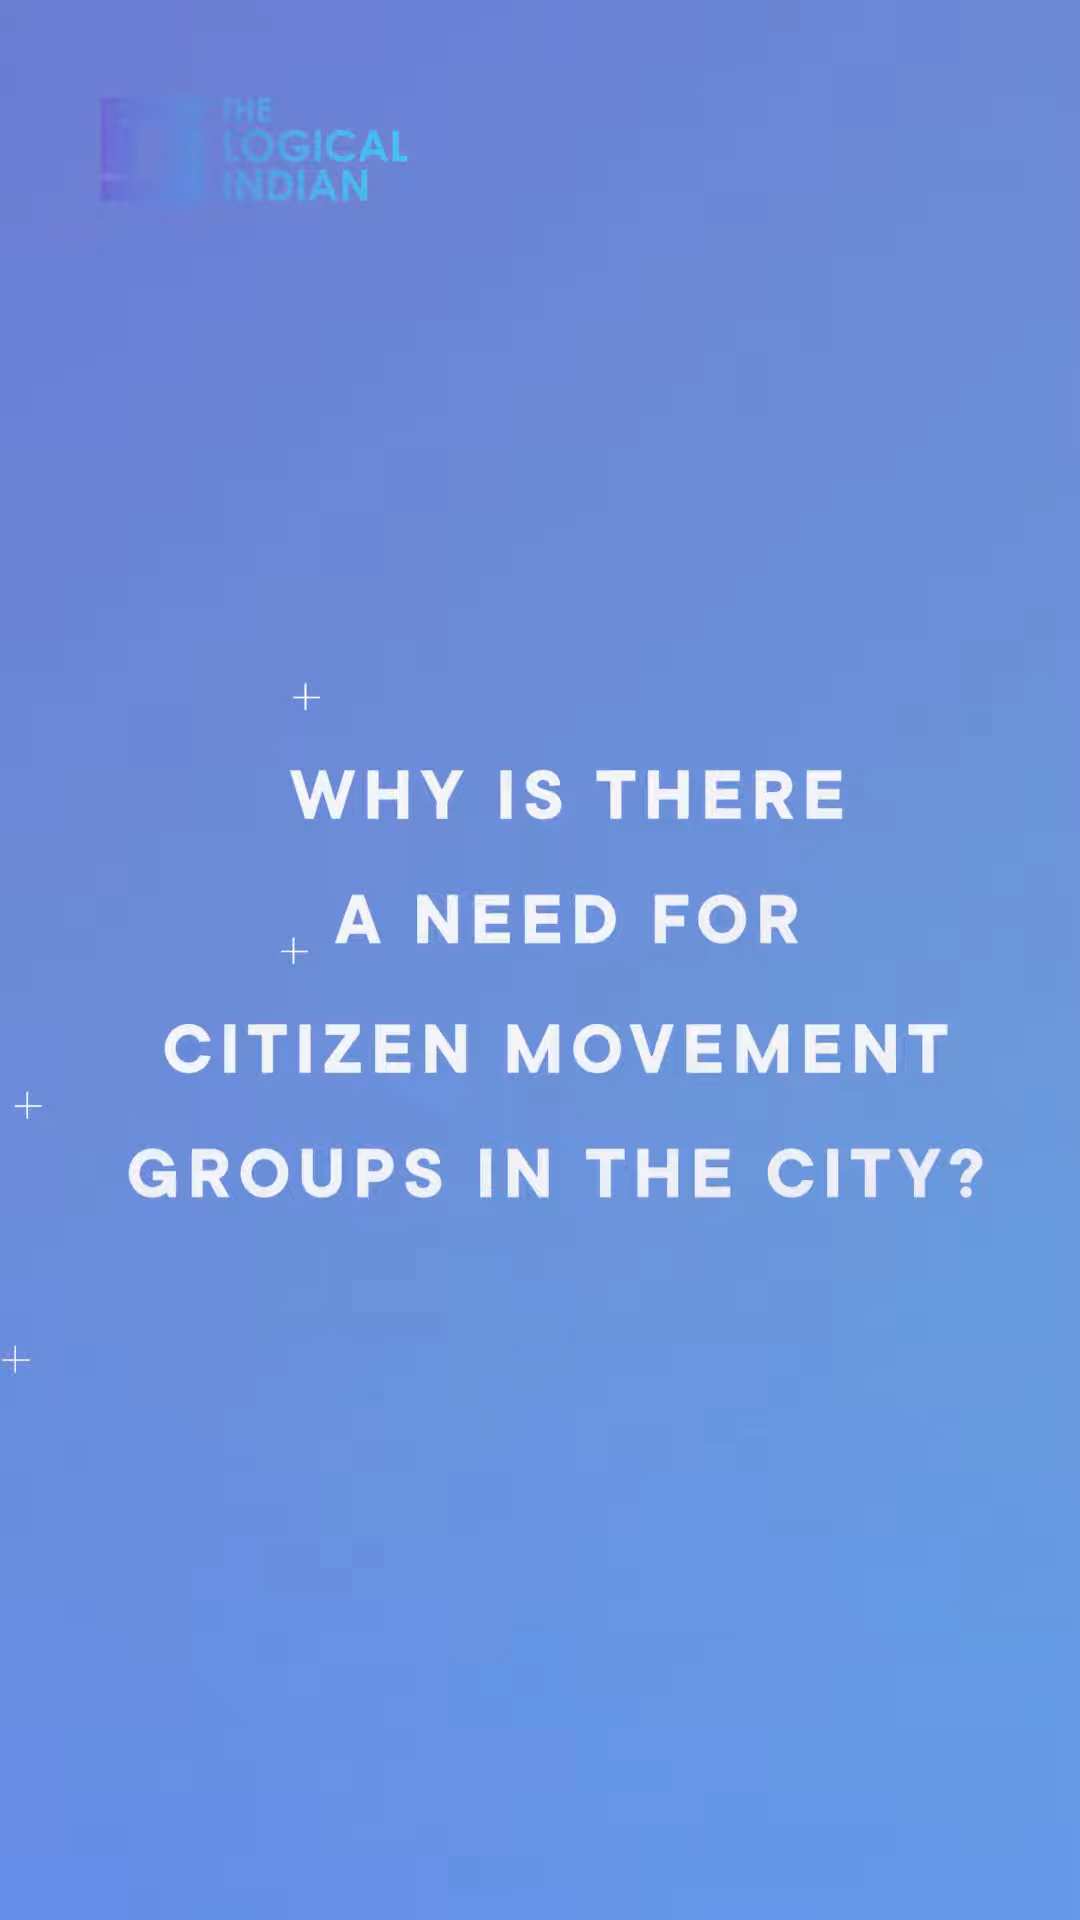 THE
LOGICAL
INDIAN
WHY IS THERE
A NEED FOR
CITIZEN MOVEMENT
GROUPS IN THE CITY?